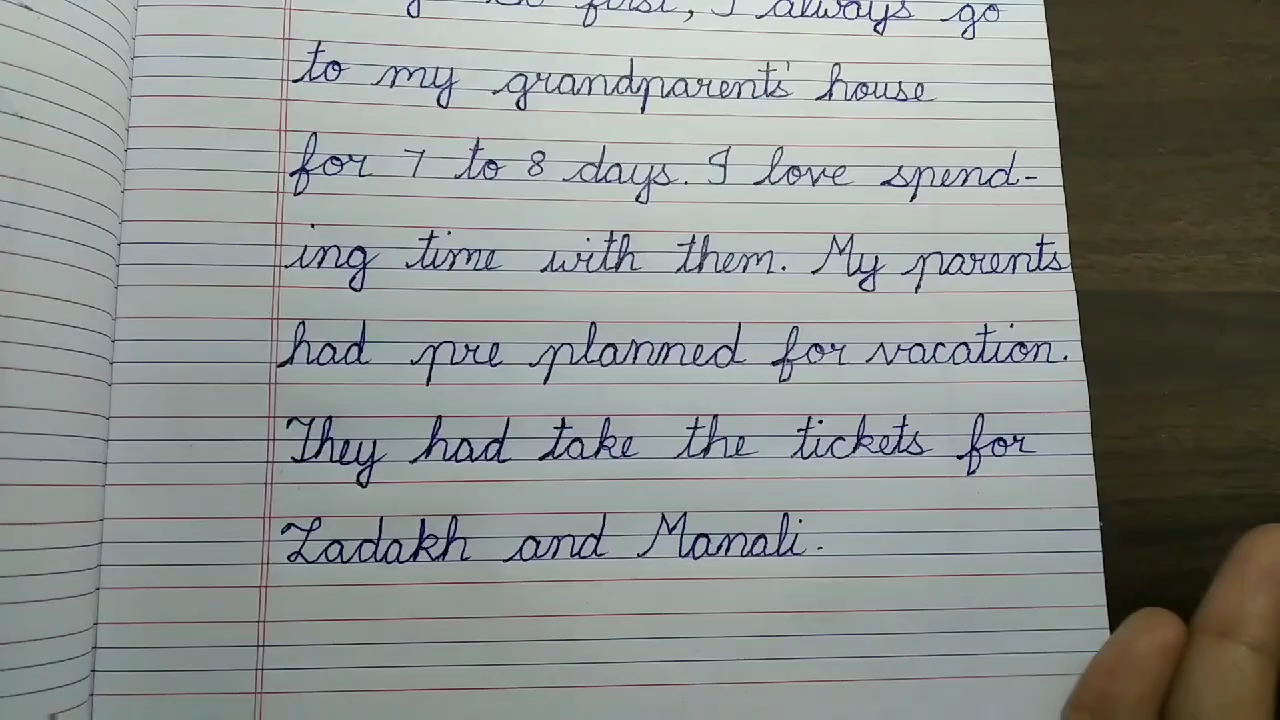 first, I always go
to my grandparents' house
for 7 to 8 days. I love spend-
ing time with them. My parents
had pre planned for vacation.
They had take the tickets for
Ladakh and Manali.